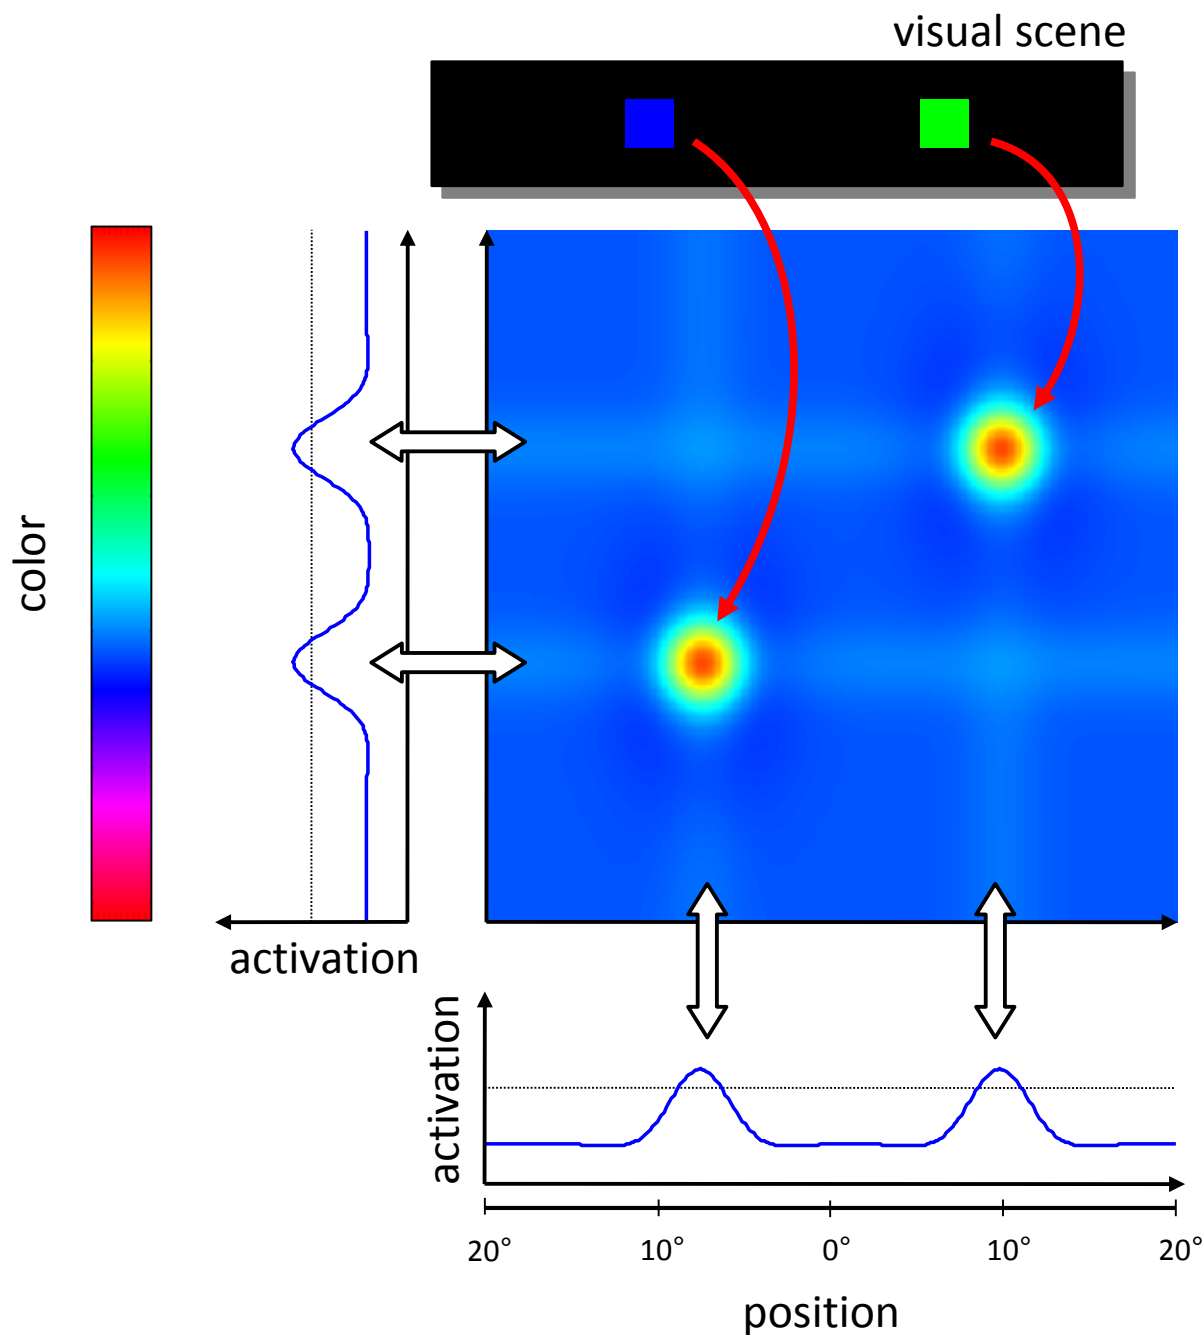 visual scene
color
activation
activation
20° 10° 0° 10° 20°
position